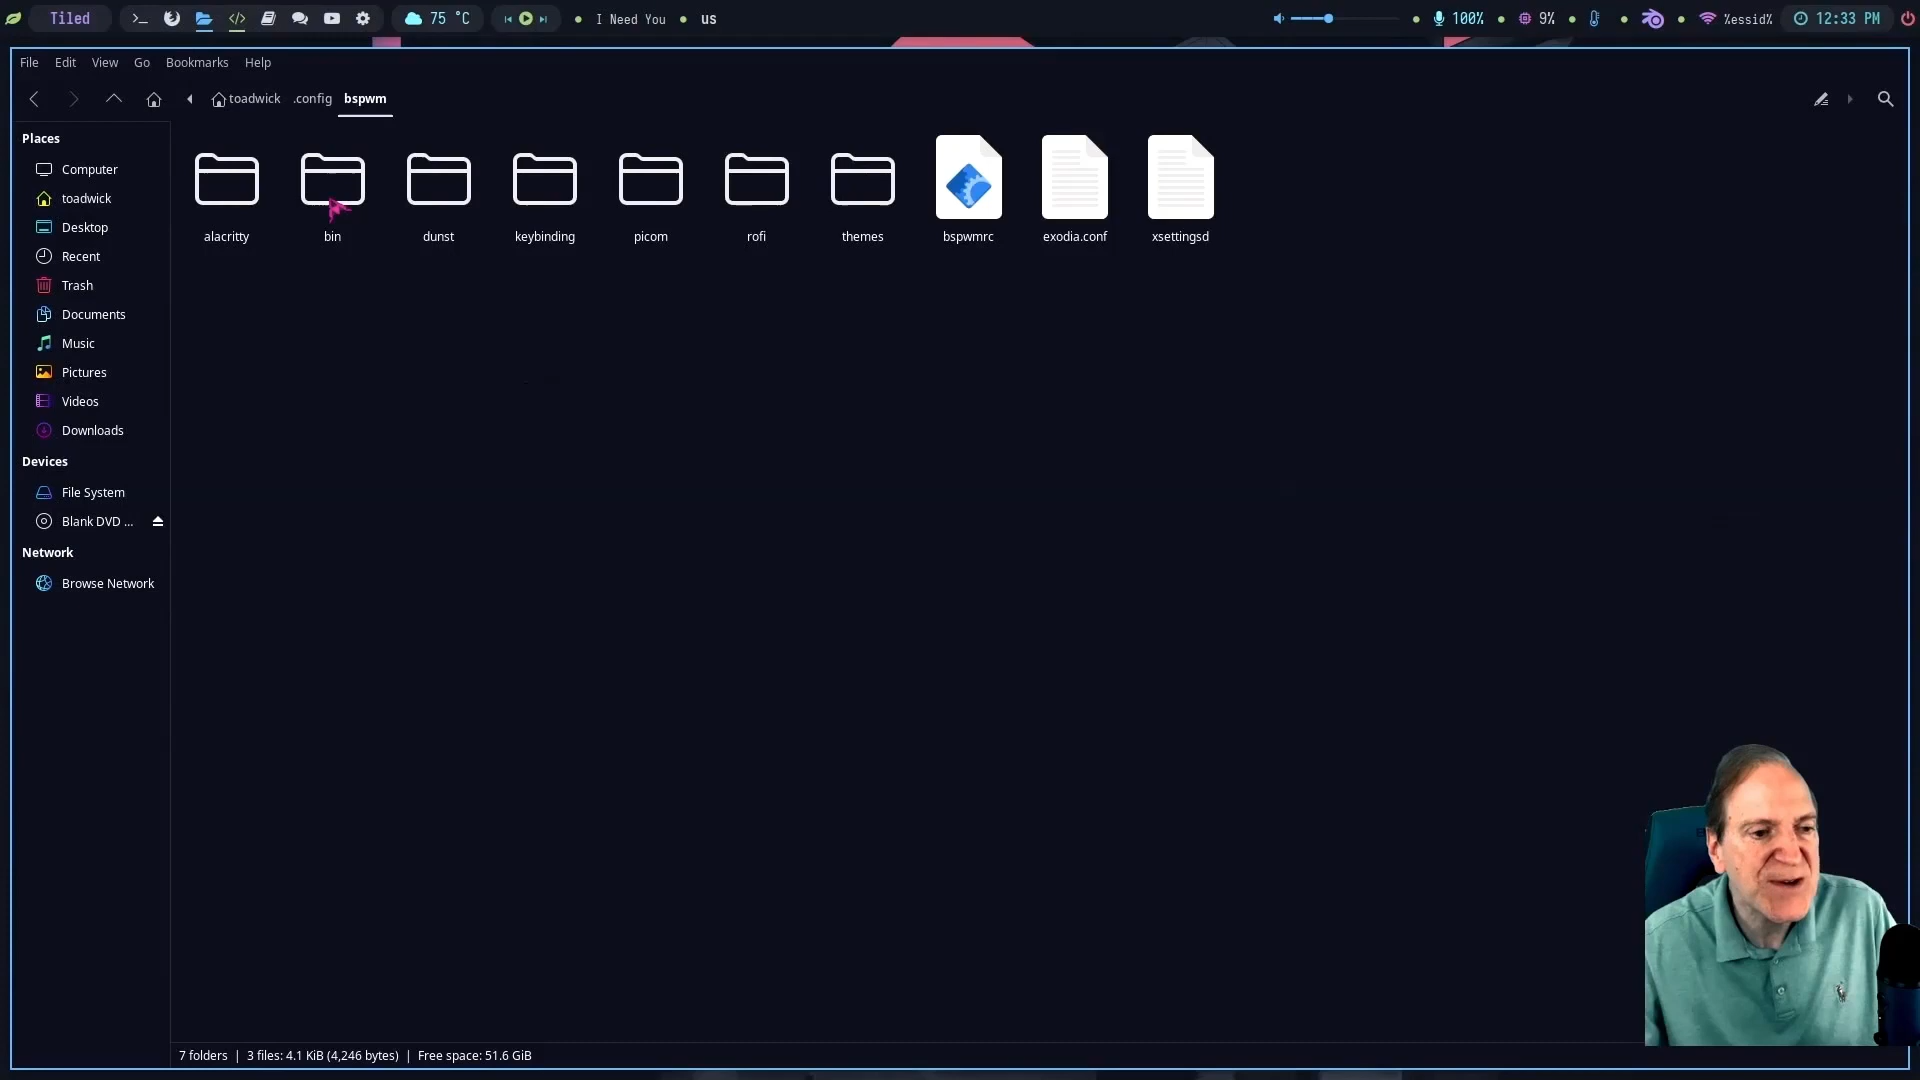 Tiled 75 °C I Need You us 100% 9% %essid% 12:33 PM
File Edit View Go Bookmarks Help
toadwick .config bspwm
Places
Computer
toadwick
Desktop
Recent
Trash
Documents
Music
Pictures
Videos
Downloads
Devices
File System
Blank DVD ...
Network
Browse Network
alacritty bin dunst keybinding picom rofi themes bspwmrc exodia.conf xsettingsd
7 folders | 3 files: 4.1 KiB (4,246 bytes) | Free space: 51.6 GiB